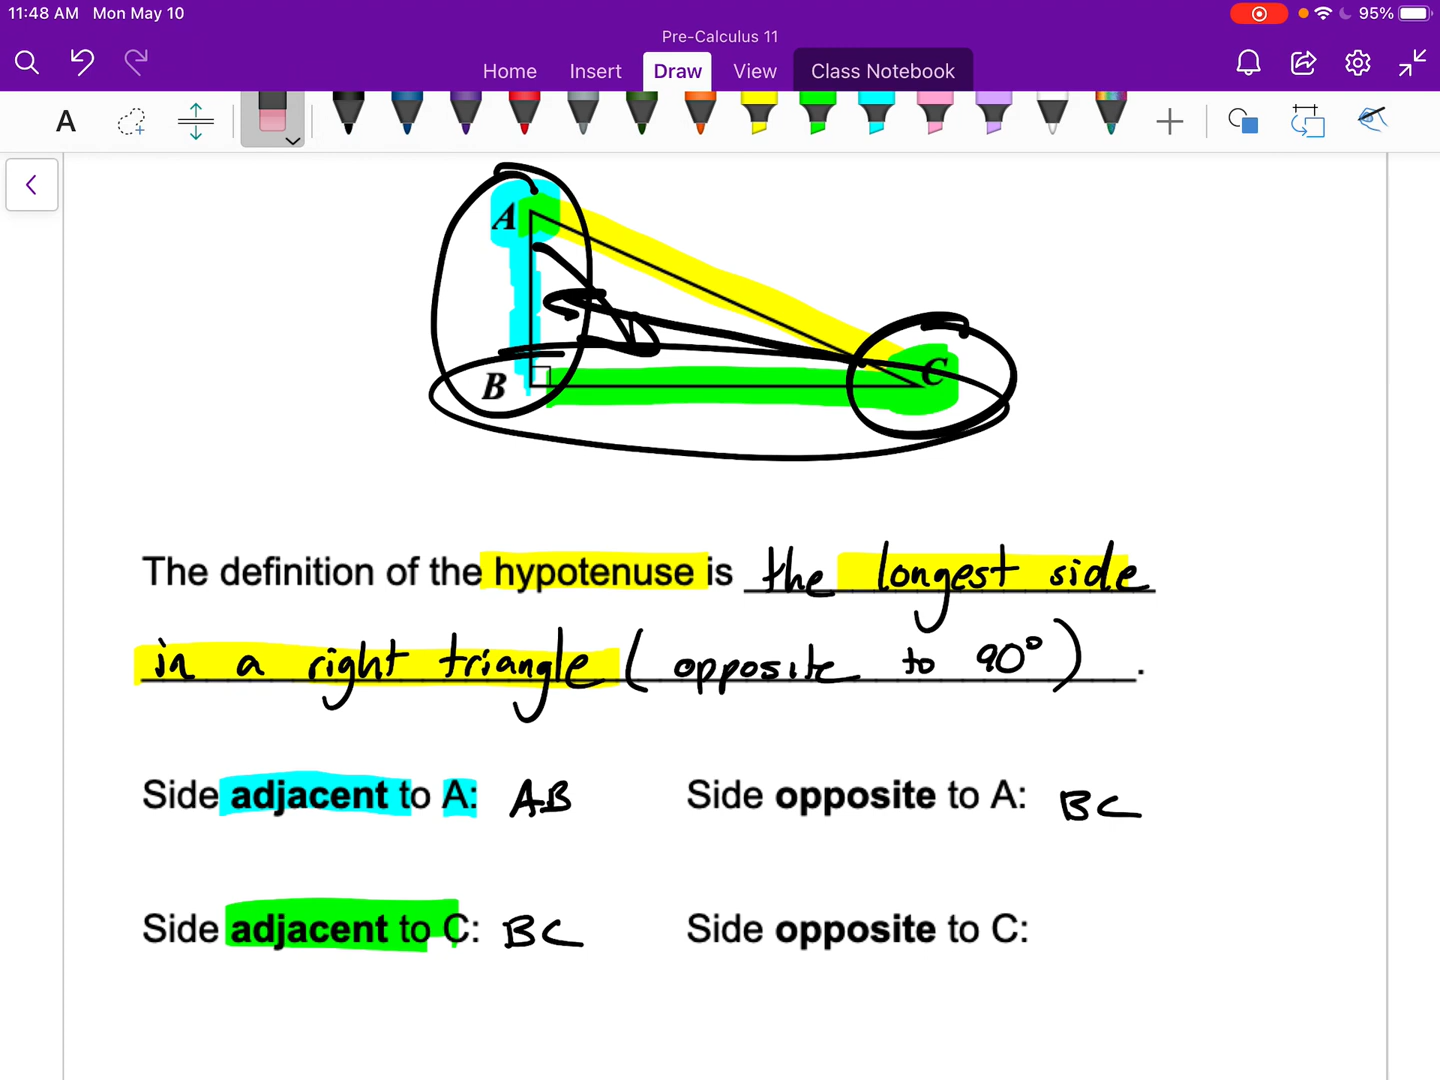 11:48 AM Mon May 10
95%
Pre-Calculus 11
Home Insert Draw View Class Notebook
A
A
B
C
The definition of the hypotenuse is the longest side
in a right triangle (opposite to 90°).
Side adjacent to A: AB Side opposite to A: BC
Side adjacent to C: BC Side opposite to C: